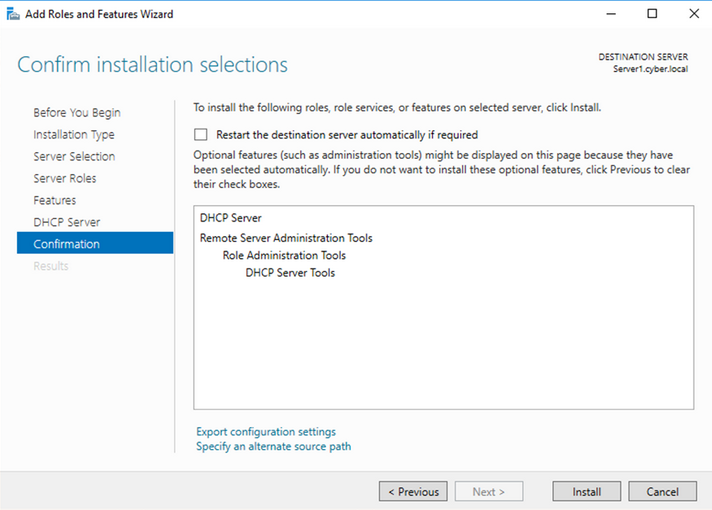 Add Roles and Features Wizard
Confirm installation selections
DESTINATION SERVER
Server1.cyber.local
Before You Begin
Installation Type
Server Selection
Server Roles
Features
DHCP Server
Confirmation
Results
To install the following roles, role services, or features on selected server, click Install.
Restart the destination server automatically if required
Optional features (such as administration tools) might be displayed on this page because they have
been selected automatically. If you do not want to install these optional features, click Previous to clear
their check boxes.
DHCP Server
Remote Server Administration Tools
Role Administration Tools
DHCP Server Tools
Export configuration settings
Specify an alternate source path
< Previous
Next >
Install
Cancel